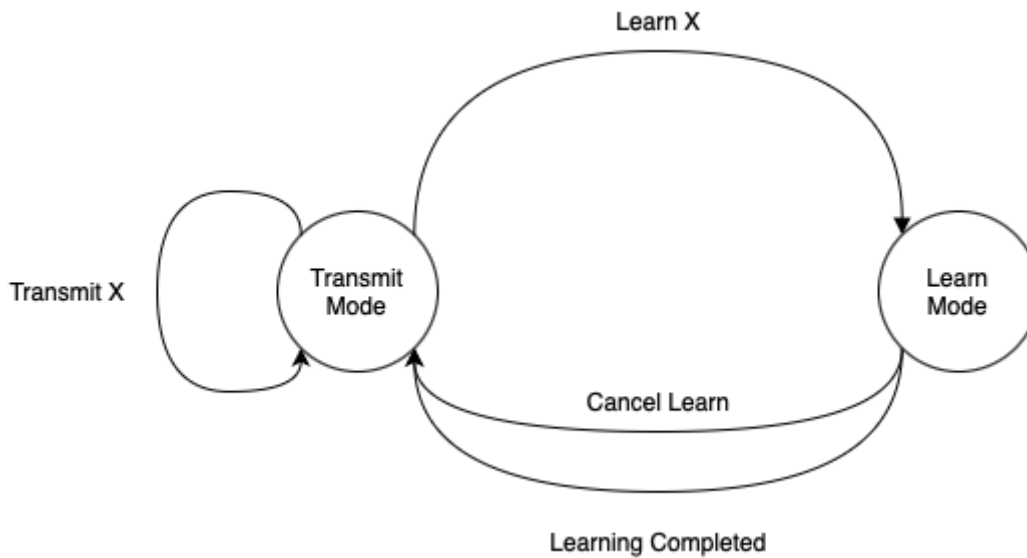 Learn X
Transmit X
Transmit
Mode
Learn
Mode
Cancel Learn
Learning Completed